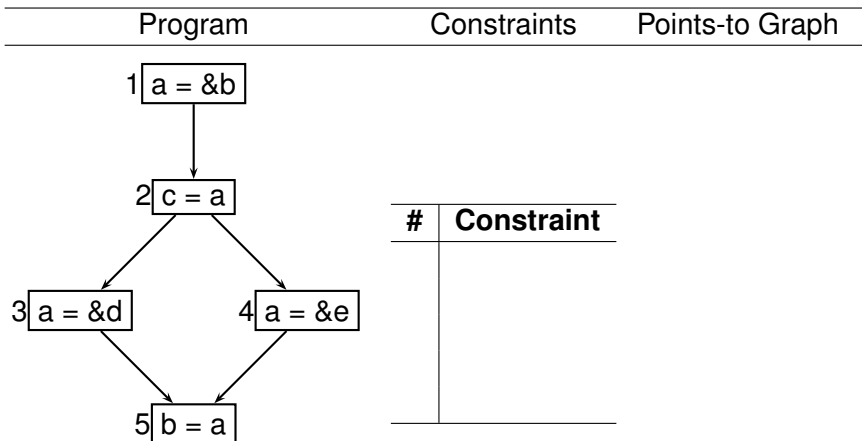 Program Constraints Points-to Graph
1 a = &b
2 c = a
# Constraint
3 a = &d 4 a = &e
5 b = a